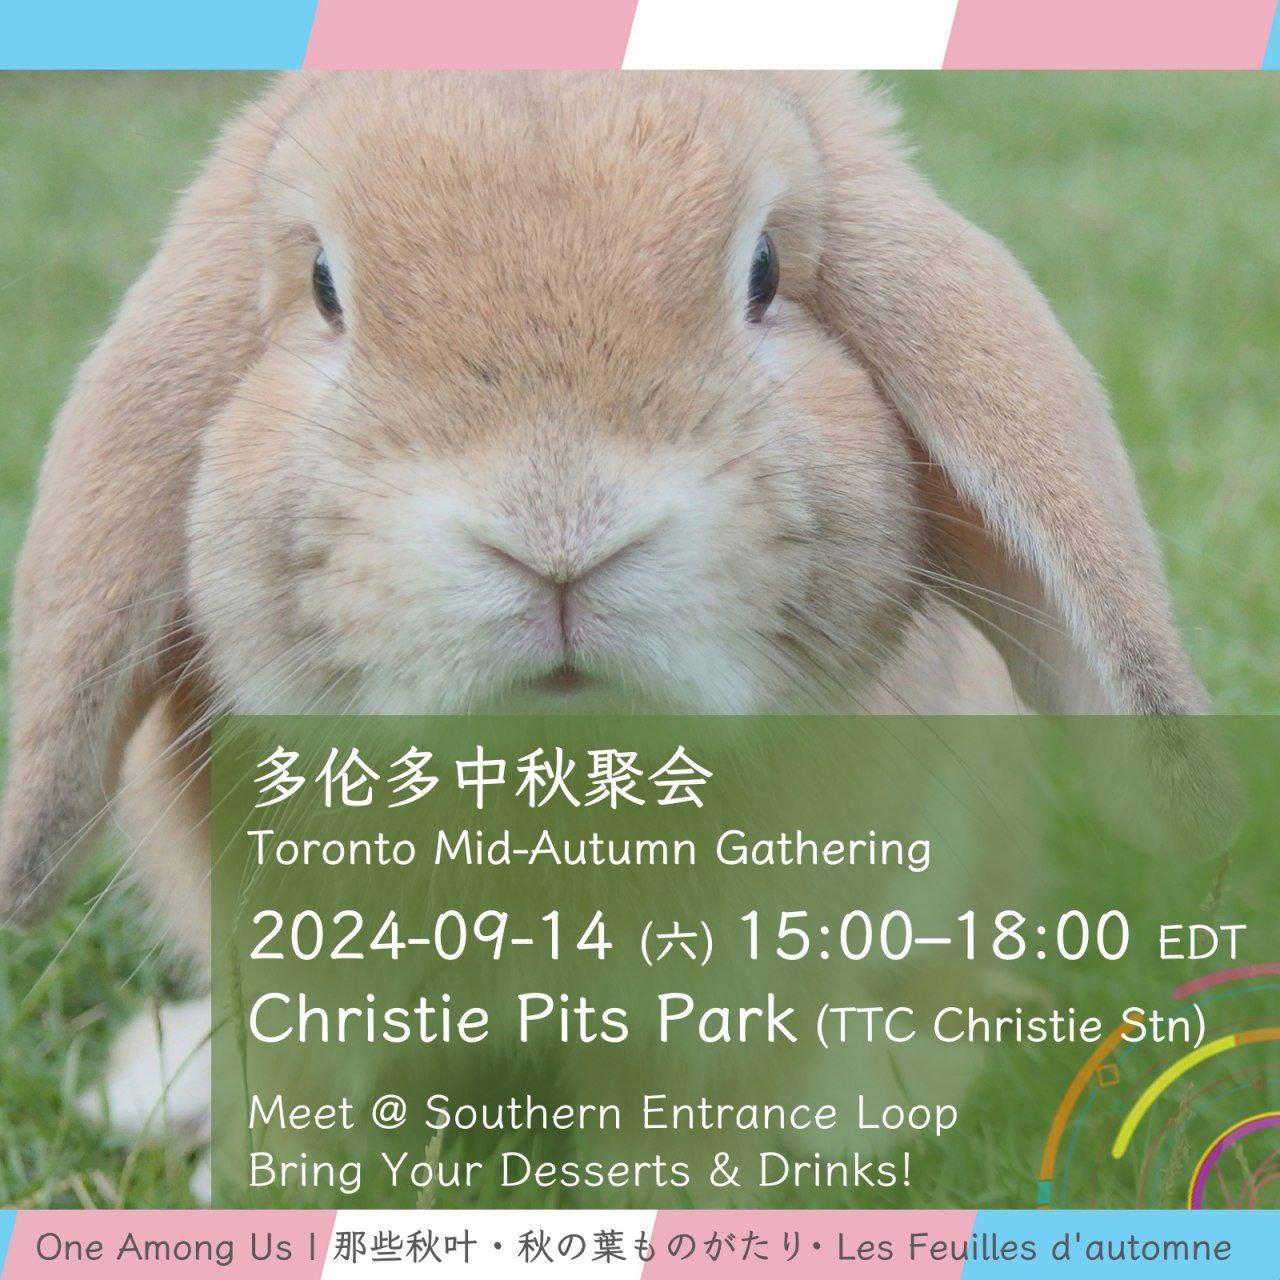 多伦多中秋聚会
Toronto Mid-Autumn Gathering
2024-09-14 (六) 15:00–18:00 EDT
Christie Pits Park (TTC Christie Stn)
Meet @ Southern Entrance Loop
Bring Your Desserts & Drinks!
One Among Us | 那些秋叶・秋の葉ものがたり・Les Feuilles d'automne